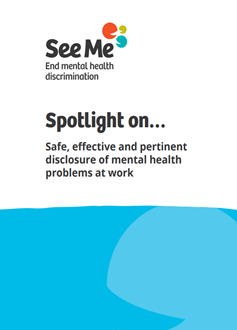 See Me
End mental health
discrimination
Spotlight on...
Safe, effective and pertinent
disclosure of mental health
problems at work